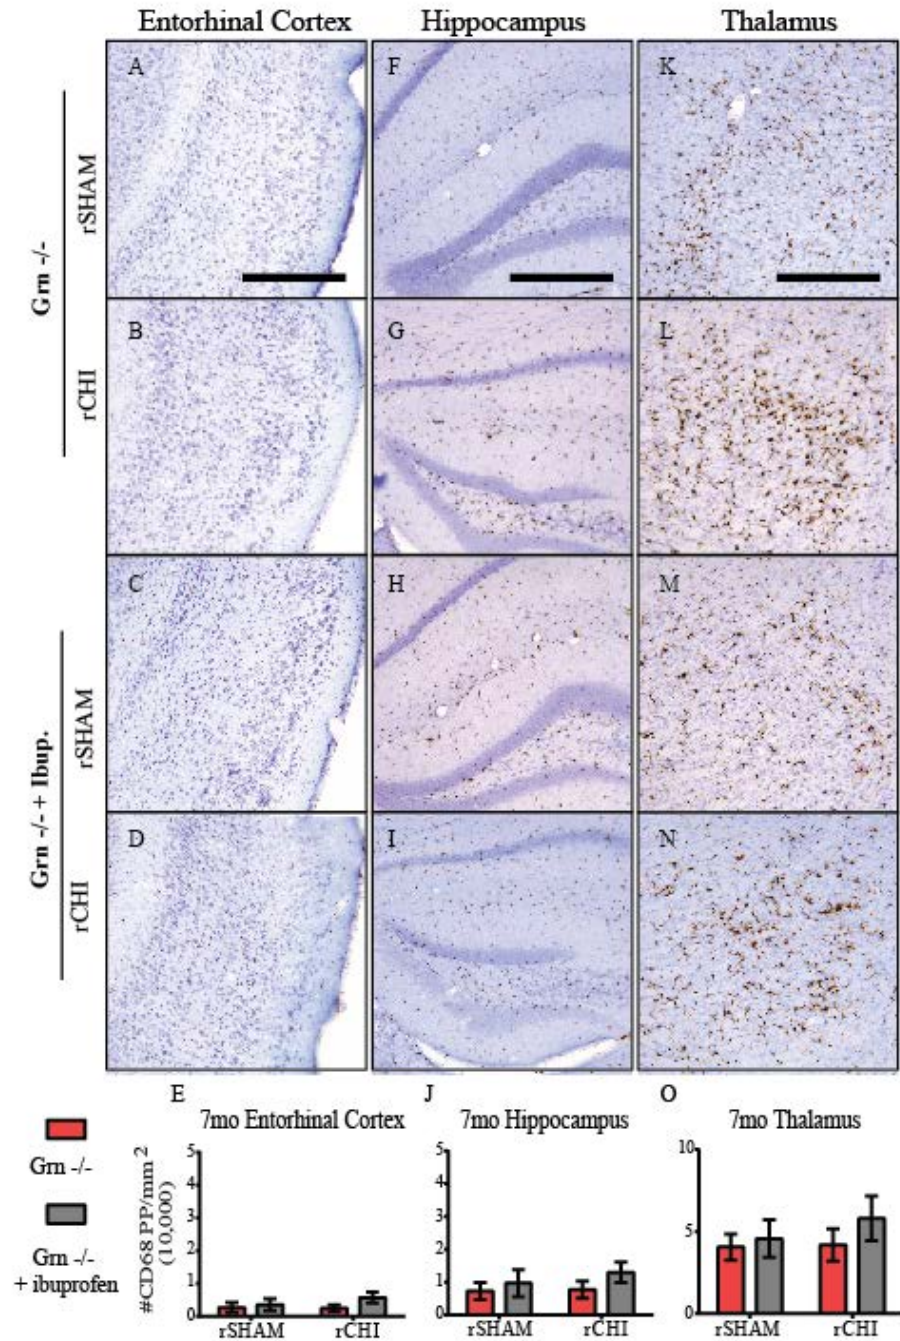 Entorhinal Cortex Hippocampus Thalamus
A F K
Grn -/- rSHAM
B G L
rCHI
C H M
Grn -/- + Ibup. rSHAM
D I N
rCHI
E J O
7mo Entorhinal Cortex 7mo Hippocampus 7mo Thalamus
Grn -/-
Grn -/-
+ ibuprofen
#CD68 PP/mm²
(10,000)
5 5 10
4 4
3 3 5
2 2
1 1
0 0 0
rSHAM rCHI rSHAM rCHI rSHAM rCHI